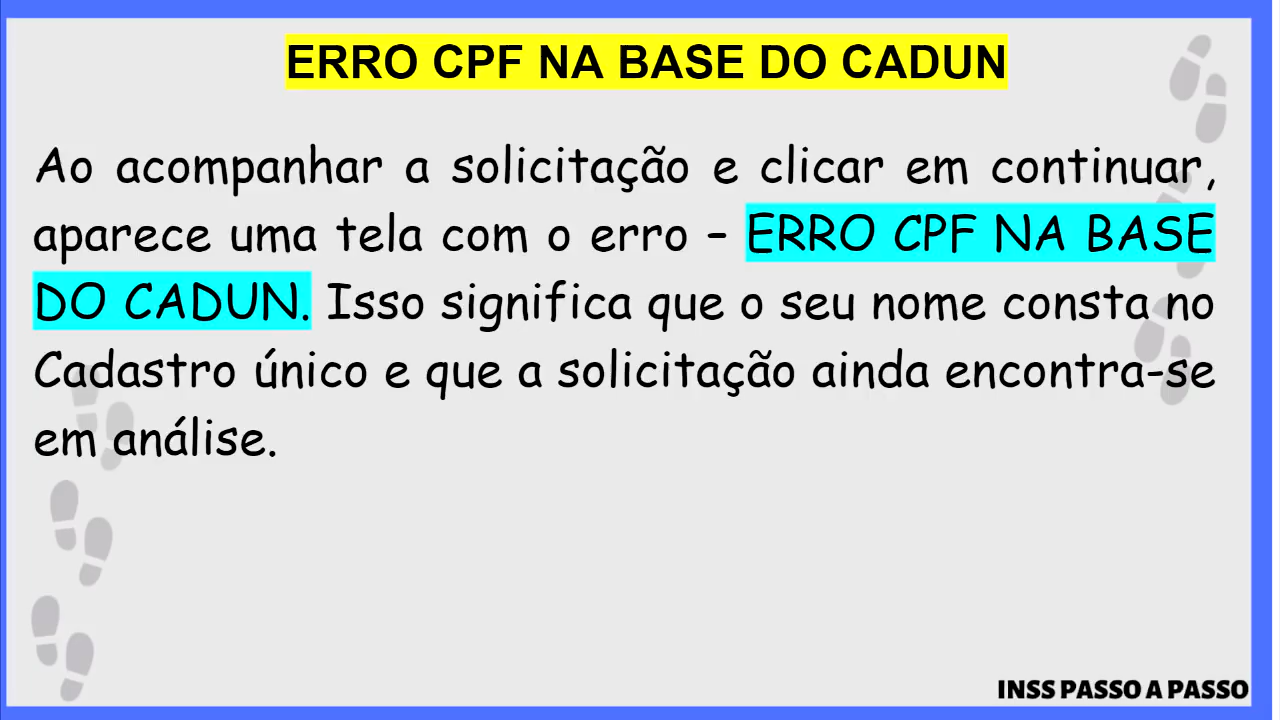 ERRO CPF NA BASE DO CADUN
Ao acompanhar a solicitação e clicar em continuar,
aparece uma tela com o erro – ERRO CPF NA BASE
DO CADUN. Isso significa que o seu nome consta no
Cadastro único e que a solicitação ainda encontra-se
em análise.
INSS PASSO A PASSO